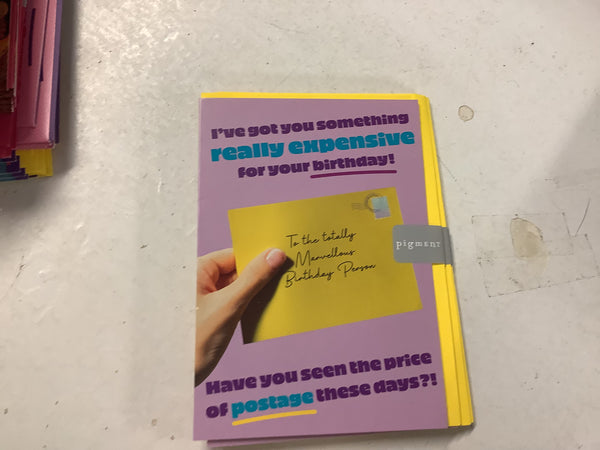 I've got you something
really expensive
for your birthday!
To the totally
Marvellous
Birthday Person
pigment
Have you seen the price
of postage these days?!